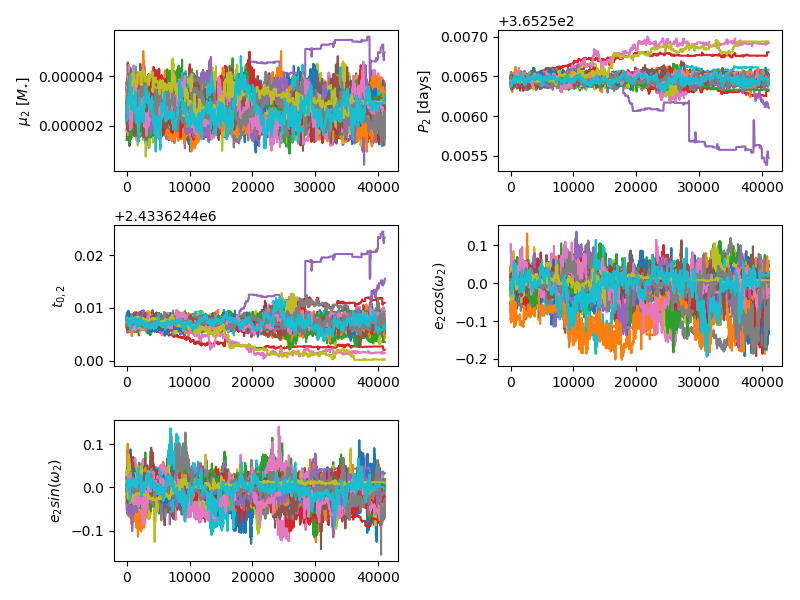 +3.6525e2
0.000004
0.000002
μ₂ [M⋆]
0 10000 20000 30000 40000
0.0070
0.0065
0.0060
0.0055
P₂ [days]
0 10000 20000 30000 40000
+2.4336244e6
0.02
0.01
0.00
t₀,₂
0 10000 20000 30000 40000
0.1
0.0
−0.1
−0.2
e₂cos(ω₂)
0 10000 20000 30000 40000
0.1
0.0
−0.1
e₂sin(ω₂)
0 10000 20000 30000 40000